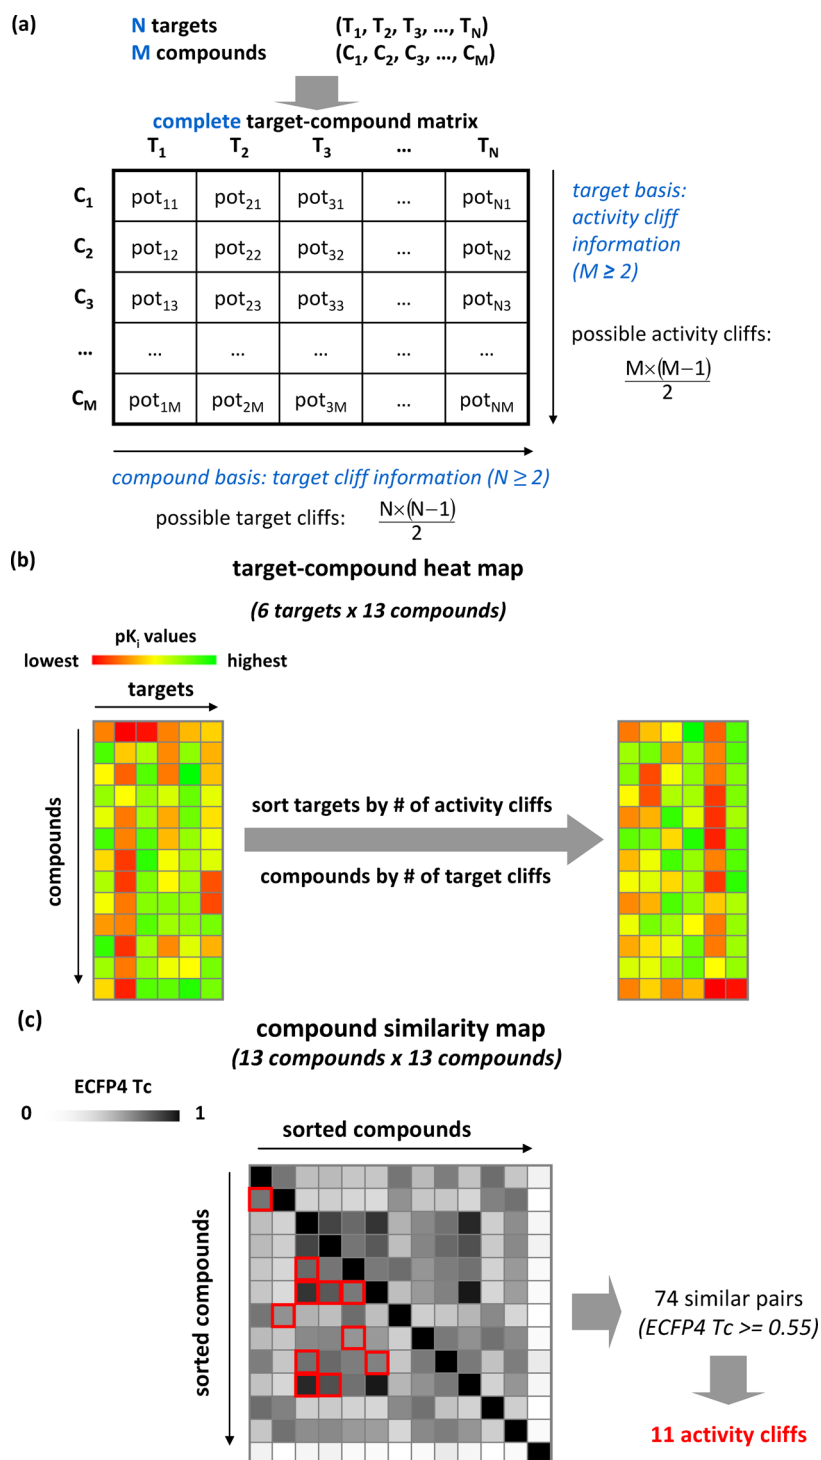 (a)
N targets (T1, T2, T3, ..., TN)
M compounds (C1, C2, C3, ..., CM)
complete target-compound matrix
T1 T2 T3 ... TN
C1 pot11 pot21 pot31 ... potN1
C2 pot12 pot22 pot32 ... potN2
C3 pot13 pot23 pot33 ... potN3
... ... ... ... ... ...
CM pot1M pot2M pot3M ... potNM
target basis:
activity cliff
information
(M ≥ 2)
possible activity cliffs:
M×(M−1)
2
compound basis: target cliff information (N ≥ 2)
possible target cliffs:
N×(N−1)
2
(b)
target-compound heat map
(6 targets x 13 compounds)
pKi values
lowest highest
targets
compounds
sort targets by # of activity cliffs
compounds by # of target cliffs
(c)
compound similarity map
(13 compounds x 13 compounds)
ECFP4 Tc
0 1
sorted compounds
sorted compounds
74 similar pairs
(ECFP4 Tc >= 0.55)
11 activity cliffs